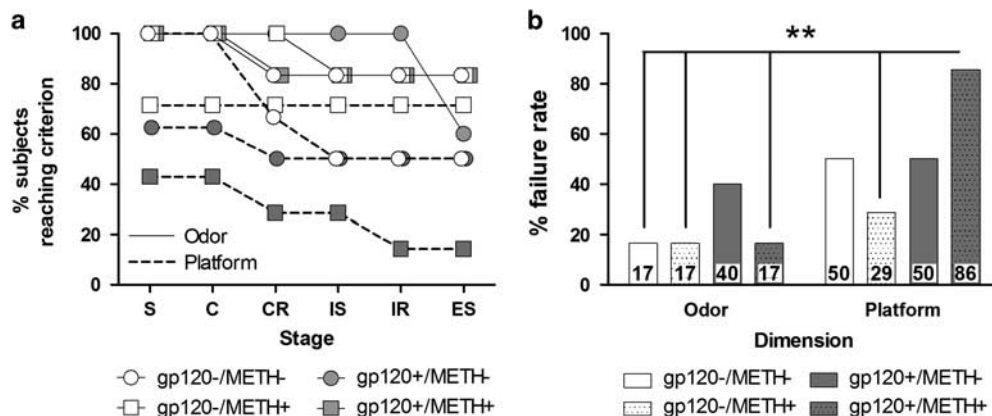 a
% subjects
reaching criterion
100
80
60
40
20
0
Odor
Platform
S C CR IS IR ES
Stage
gp120-/METH- gp120+/METH-
gp120-/METH+ gp120+/METH+
b
% failure rate
100
80
60
40
20
0
**
17 17 40 17 50 29 50 86
Odor Platform
Dimension
gp120-/METH- gp120+/METH-
gp120-/METH+ gp120+/METH+